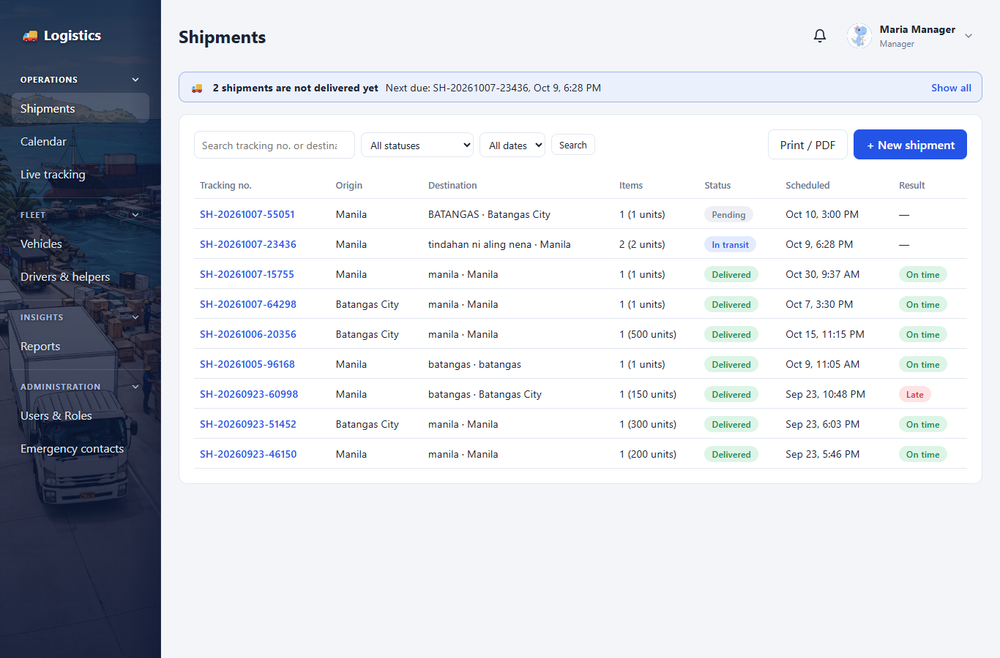 Logistics
OPERATIONS
Shipments
Calendar
Live tracking
FLEET
Vehicles
Drivers & helpers
INSIGHTS
Reports
ADMINISTRATION
Users & Roles
Emergency contacts
Shipments
Maria Manager
Manager
2 shipments are not delivered yet Next due: SH-20261007-23436, Oct 9, 6:28 PM Show all
Search tracking no. or destina All statuses All dates Search Print / PDF + New shipment
Tracking no. Origin Destination Items Status Scheduled Result
SH-20261007-55051 Manila BATANGAS · Batangas City 1 (1 units) Pending Oct 10, 3:00 PM —
SH-20261007-23436 Manila tindahan ni aling nena · Manila 2 (2 units) In transit Oct 9, 6:28 PM —
SH-20261007-15755 Manila manila · Manila 1 (1 units) Delivered Oct 30, 9:37 AM On time
SH-20261007-64298 Batangas City manila · Manila 1 (1 units) Delivered Oct 7, 3:30 PM On time
SH-20261006-20356 Batangas City manila · Manila 1 (500 units) Delivered Oct 15, 11:15 PM On time
SH-20261005-96168 Manila batangas · batangas 1 (1 units) Delivered Oct 9, 11:05 AM On time
SH-20260923-60998 Manila batangas · Batangas City 1 (150 units) Delivered Sep 23, 10:48 PM Late
SH-20260923-51452 Batangas City manila · Manila 1 (300 units) Delivered Sep 23, 6:03 PM On time
SH-20260923-46150 Manila manila · Manila 1 (200 units) Delivered Sep 23, 5:46 PM On time